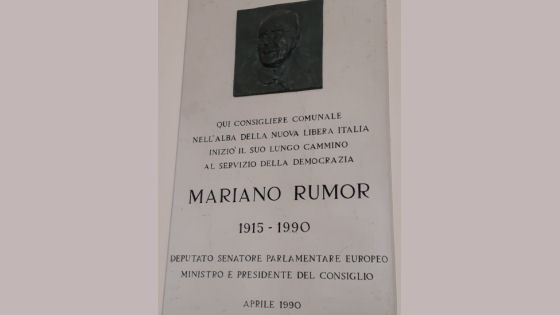 QUI CONSIGLIERE COMUNALE
NELL'ALBA DELLA NUOVA LIBERA ITALIA
INIZIO' IL SUO LUNGO CAMMINO
AL SERVIZIO DELLA DEMOCRAZIA
MARIANO RUMOR
1915-1990
DEPUTATO SENATORE PARLAMENTARE EUROPEO
MINISTRO E PRESIDENTE DEL CONSIGLIO
APRILE 1990